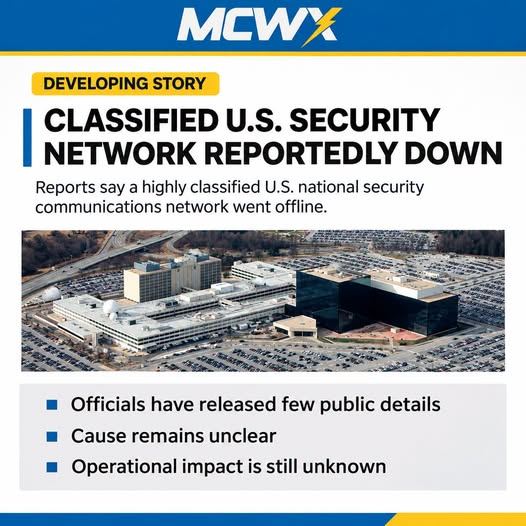 MCWX
DEVELOPING STORY
CLASSIFIED U.S. SECURITY
NETWORK REPORTEDLY DOWN
Reports say a highly classified U.S. national security
communications network went offline.
Officials have released few public details
Cause remains unclear
Operational impact is still unknown